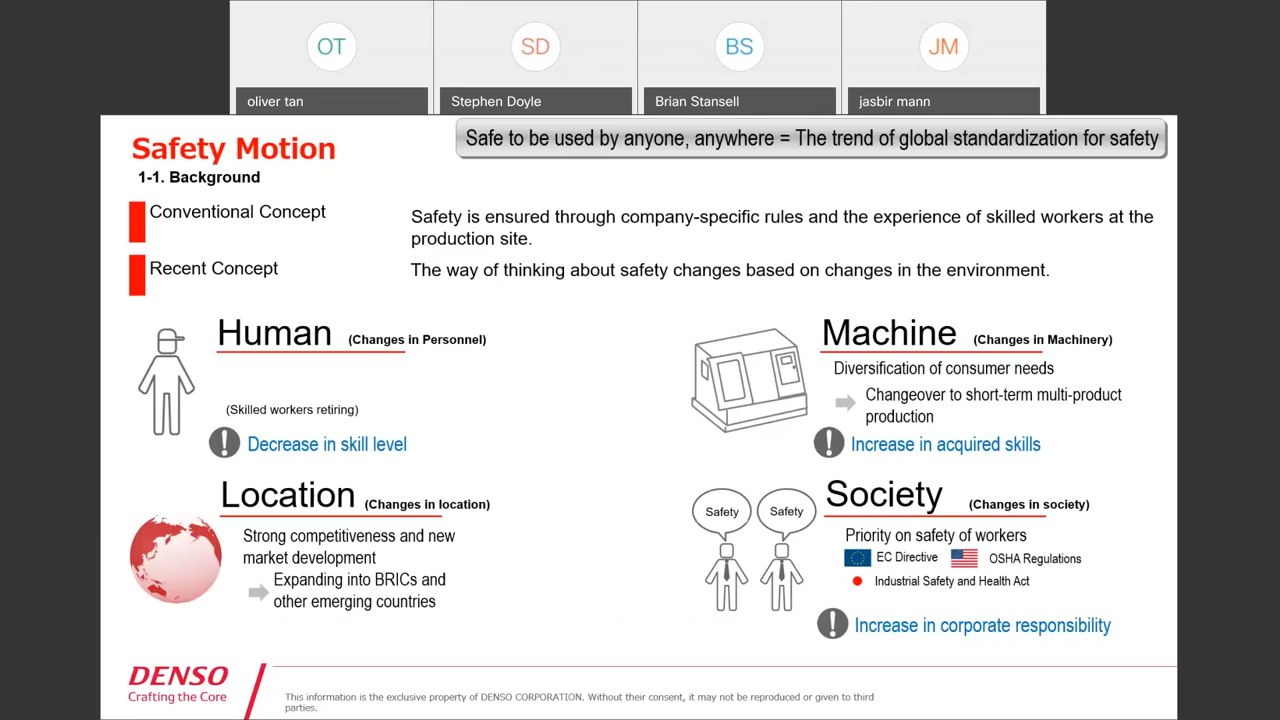 OT
SD
BS
JM
oliver tan
Stephen Doyle
Brian Stansell
jasbir mann
Safe to be used by anyone, anywhere = The trend of global standardization for safety
Safety Motion
1-1. Background
Conventional Concept
Safety is ensured through company-specific rules and the experience of skilled workers at the
production site.
Recent Concept
The way of thinking about safety changes based on changes in the environment.
Human (Changes in Personnel)
(Skilled workers retiring)
! Decrease in skill level
Machine (Changes in Machinery)
Diversification of consumer needs
Changeover to short-term multi-product
production
! Increase in acquired skills
Location (Changes in location)
Strong competitiveness and new
market development
Expanding into BRICs and
other emerging countries
Safety
Safety
Society (Changes in society)
Priority on safety of workers
EC Directive
OSHA Regulations
Industrial Safety and Health Act
! Increase in corporate responsibility
DENSO
Crafting the Core
This information is the exclusive property of DENSO CORPORATION. Without their consent, it may not be reproduced or given to third
parties.